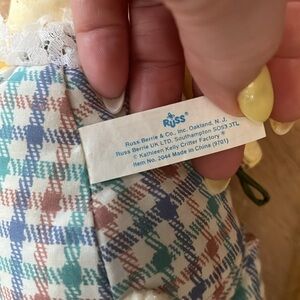 Russ®
Russ Berrie & Co., Inc. Oakland, N. J.
Russ Berrie UK LTD. Southampton SO53 3TL
© Kathleen Kelly Critter Factory ®
Item No. 2044 Made in China (9701)